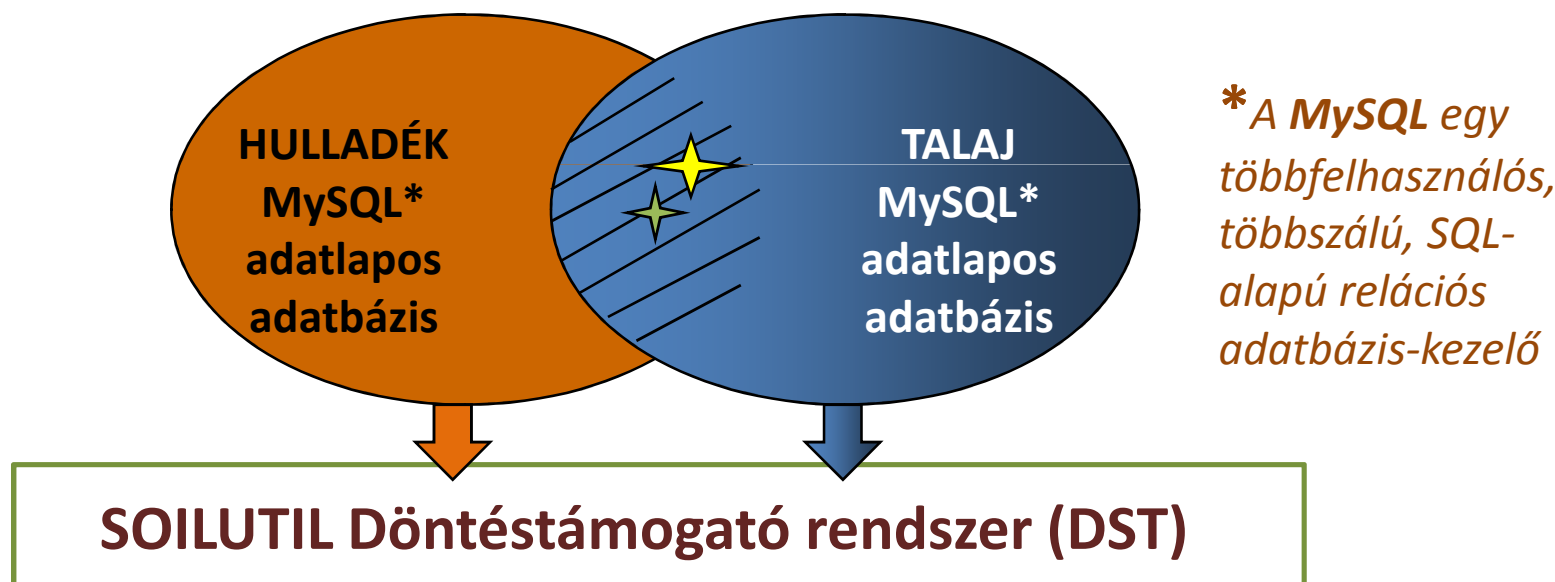 HULLADÉK
MySQL*
adatlapos
adatbázis
TALAJ
MySQL*
adatlapos
adatbázis
*A MySQL egy
többfelhasználós,
többszálú, SQL-
alapú relációs
adatbázis-kezelő
SOILUTIL Döntéstámogató rendszer (DST)